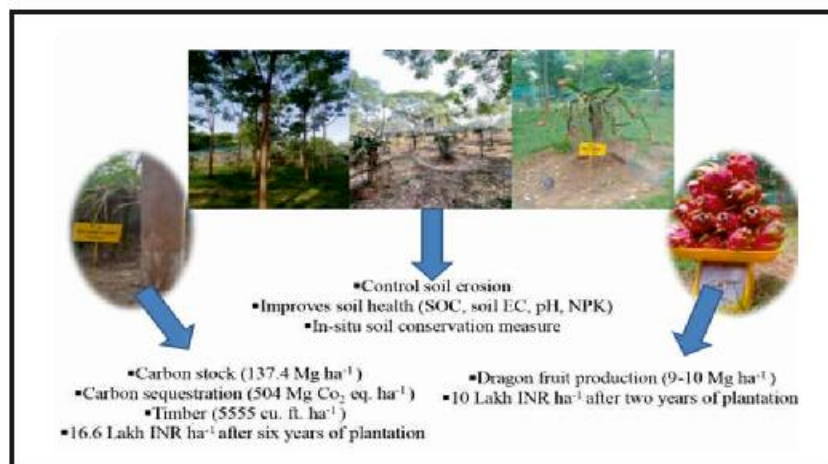 ▪Control soil erosion
▪Improves soil health (SOC, soil EC, pH, NPK)
▪In-situ soil conservation measure
▪Carbon stock (137.4 Mg ha⁻¹)
▪Carbon sequestration (504 Mg Co₂ eq. ha⁻¹)
▪Timber (5555 cu. ft. ha⁻¹)
▪16.6 Lakh INR ha⁻¹ after six years of plantation
▪Dragon fruit production (9-10 Mg ha⁻¹)
▪10 Lakh INR ha⁻¹ after two years of plantation